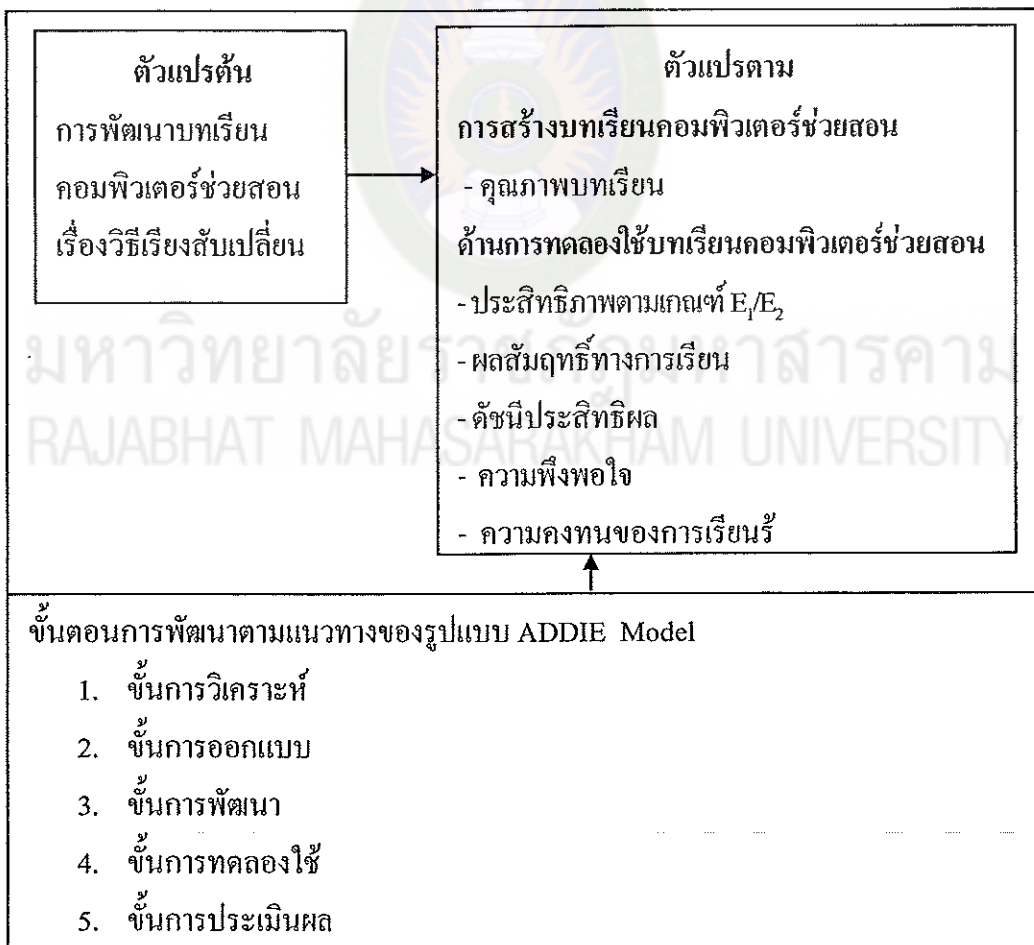 ตัวแปรต้น
การพัฒนาบทเรียน
คอมพิวเตอร์ช่วยสอน
เรื่องวิธีเรียงสับเปลี่ยน
ตัวแปรตาม
การสร้างบทเรียนคอมพิวเตอร์ช่วยสอน
- คุณภาพบทเรียน
ด้านการทดลองใช้บทเรียนคอมพิวเตอร์ช่วยสอน
- ประสิทธิภาพตามเกณฑ์ E1/E2
- ผลสัมฤทธิ์ทางการเรียน
- ดัชนีประสิทธิผล
- ความพึงพอใจ
- ความคงทนของการเรียนรู้
มหาวิทยาลัยราชภัฏมหาสารคาม
RAJABHAT MAHASARAKHAM UNIVERSITY
ขั้นตอนการพัฒนาตามแนวทางของรูปแบบ ADDIE Model
1. ขั้นการวิเคราะห์
2. ขั้นการออกแบบ
3. ขั้นการพัฒนา
4. ขั้นการทดลองใช้
5. ขั้นการประเมินผล